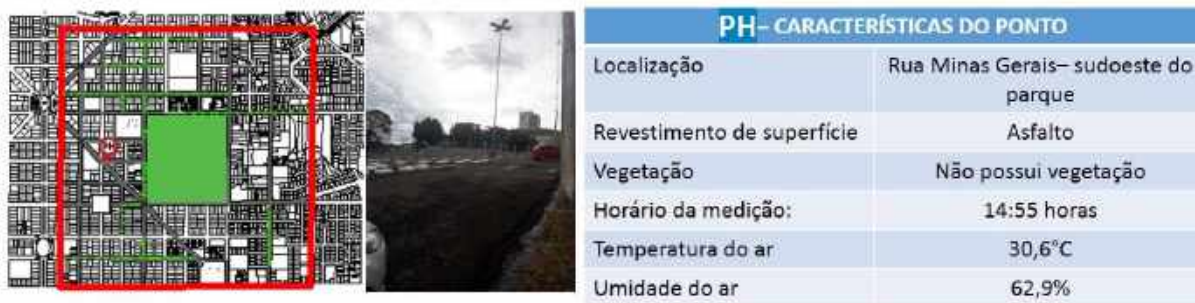 PH– CARACTERÍSTICAS DO PONTO
Localização
Rua Minas Gerais– sudoeste do
parque
Revestimento de superfície
Asfalto
Vegetação
Não possui vegetação
Horário da medição:
14:55 horas
Temperatura do ar
30,6°C
Umidade do ar
62,9%